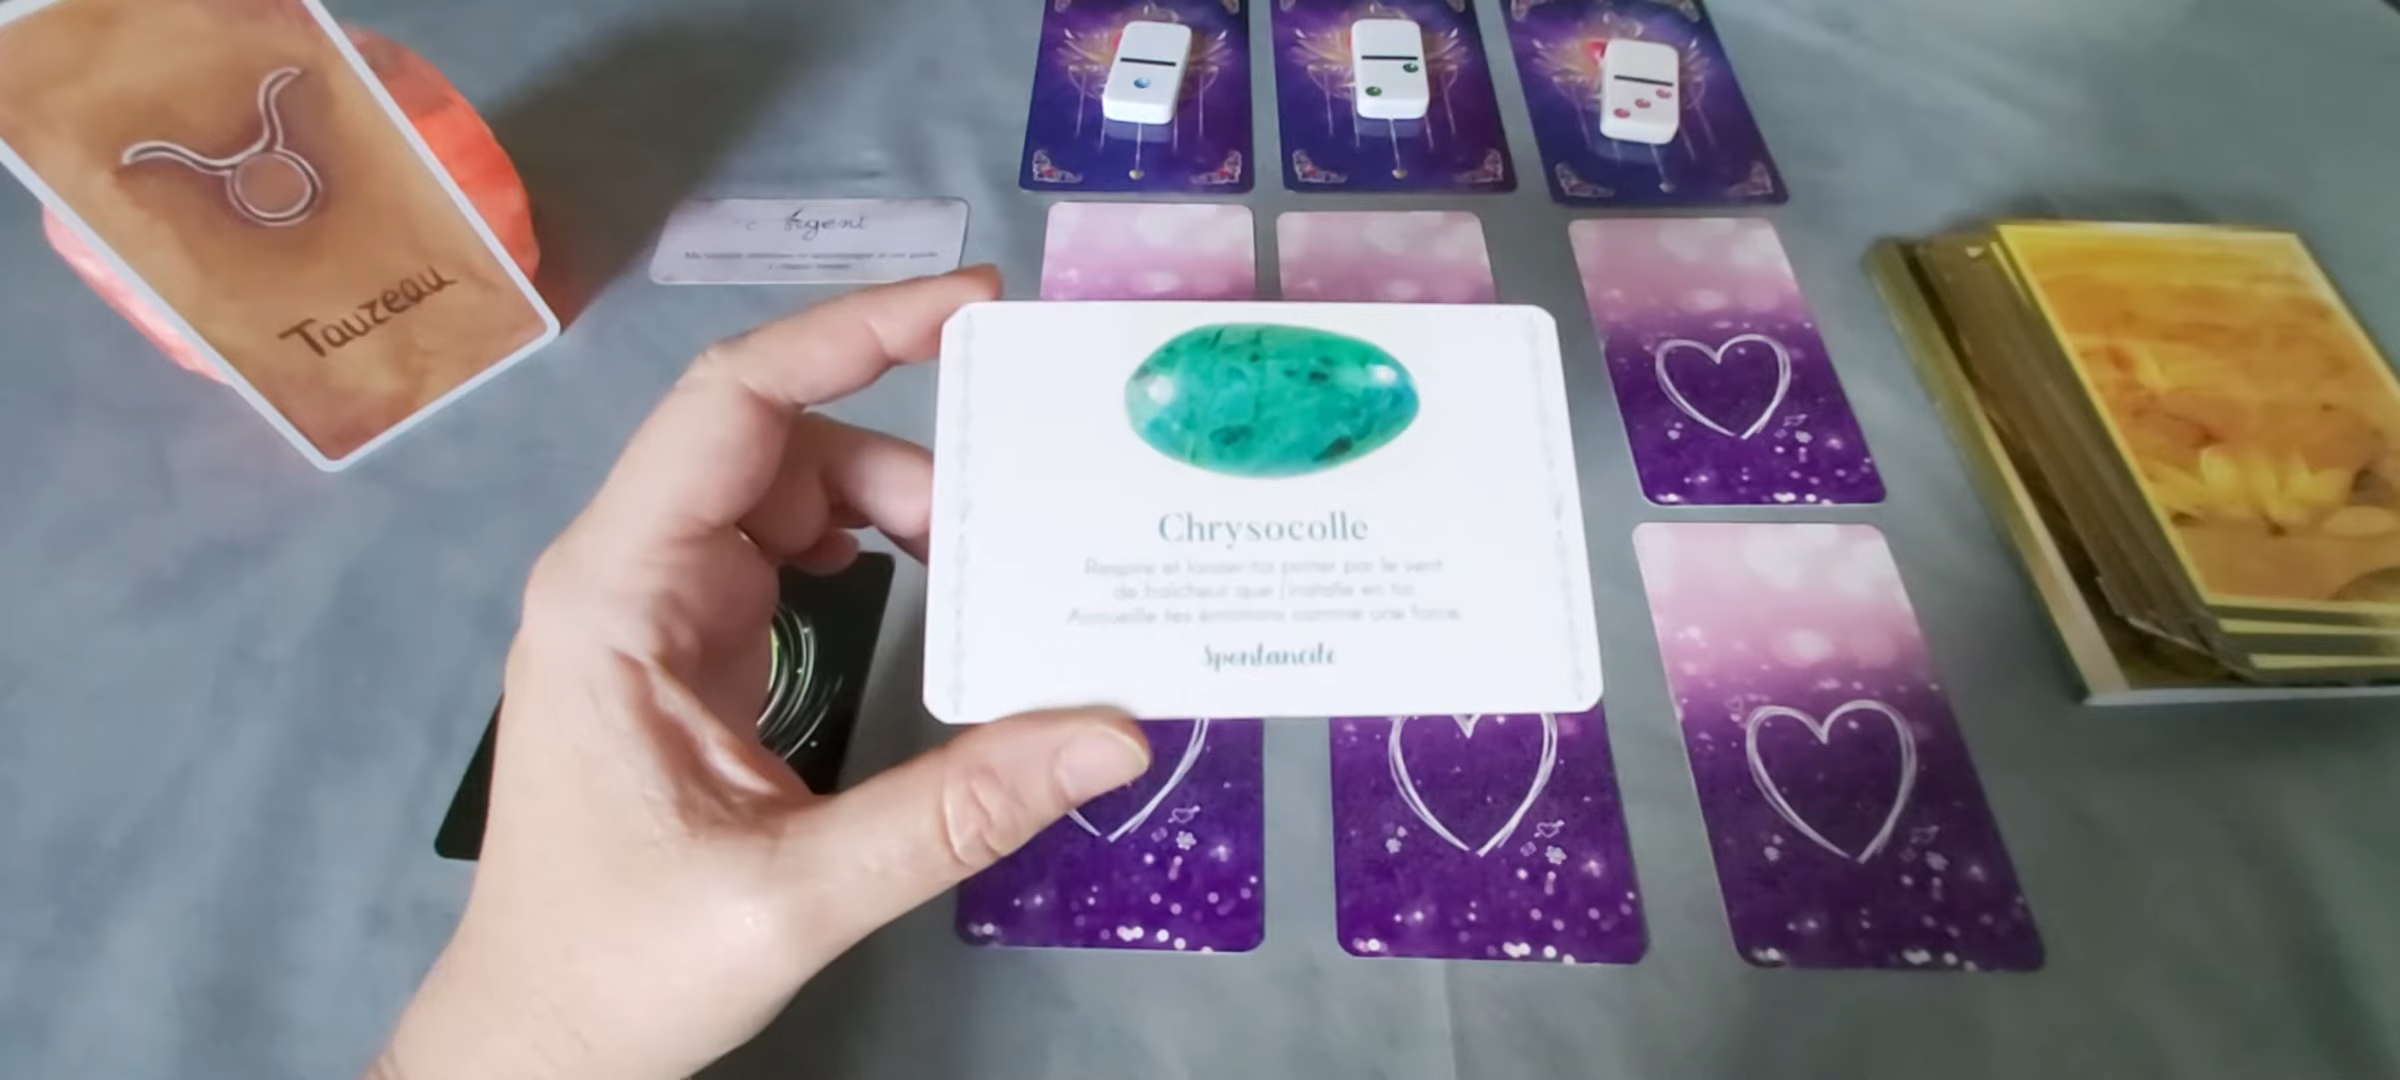 Taureau
Argent
Chrysocolle
Respire et laisse-toi porter par le vent
de fraîcheur que j'installe en toi
Accueille tes émotions comme une force
Spontanéité